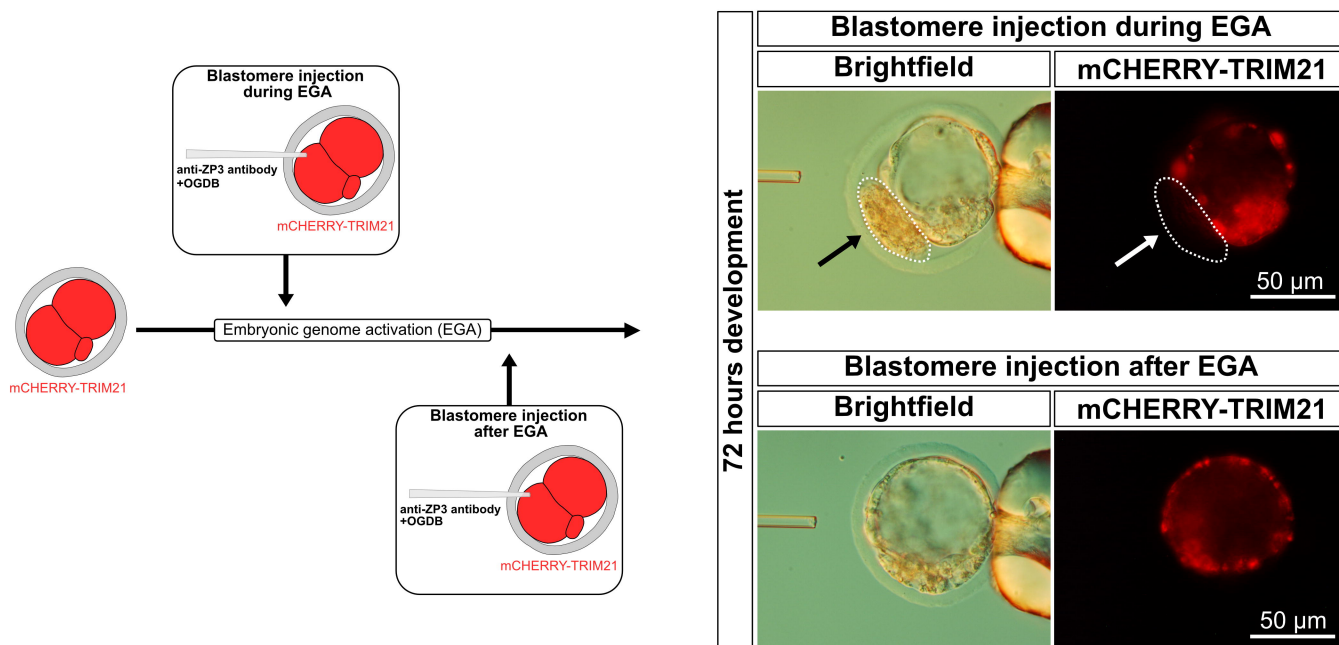 Blastomere injection
during EGA
anti-ZP3 antibody
+OGDB
mCHERRY-TRIM21
mCHERRY-TRIM21
Embryonic genome activation (EGA)
Blastomere injection
after EGA
anti-ZP3 antibody
+OGDB
mCHERRY-TRIM21
72 hours development
Blastomere injection during EGA
Brightfield
mCHERRY-TRIM21
50 µm
Blastomere injection after EGA
Brightfield
mCHERRY-TRIM21
50 µm